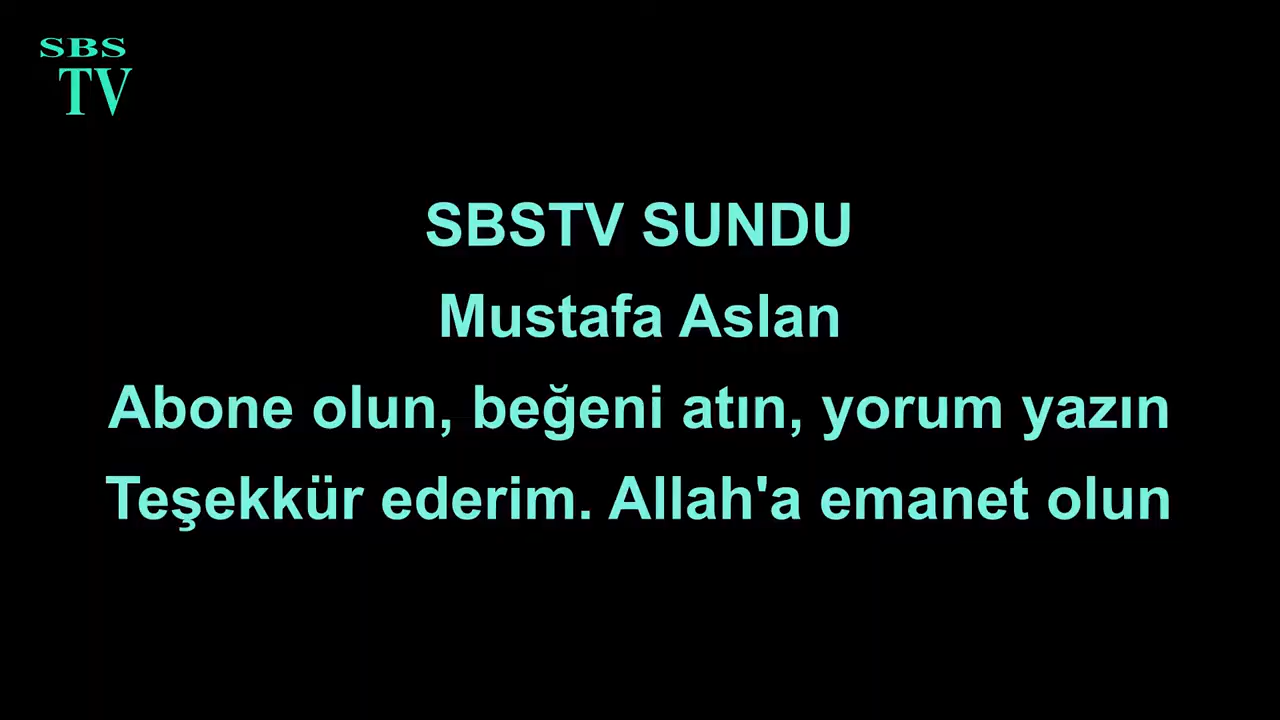 SBS
TV
SBSTV SUNDU
Mustafa Aslan
Abone olun, beğeni atın, yorum yazın
Teşekkür ederim. Allah'a emanet olun